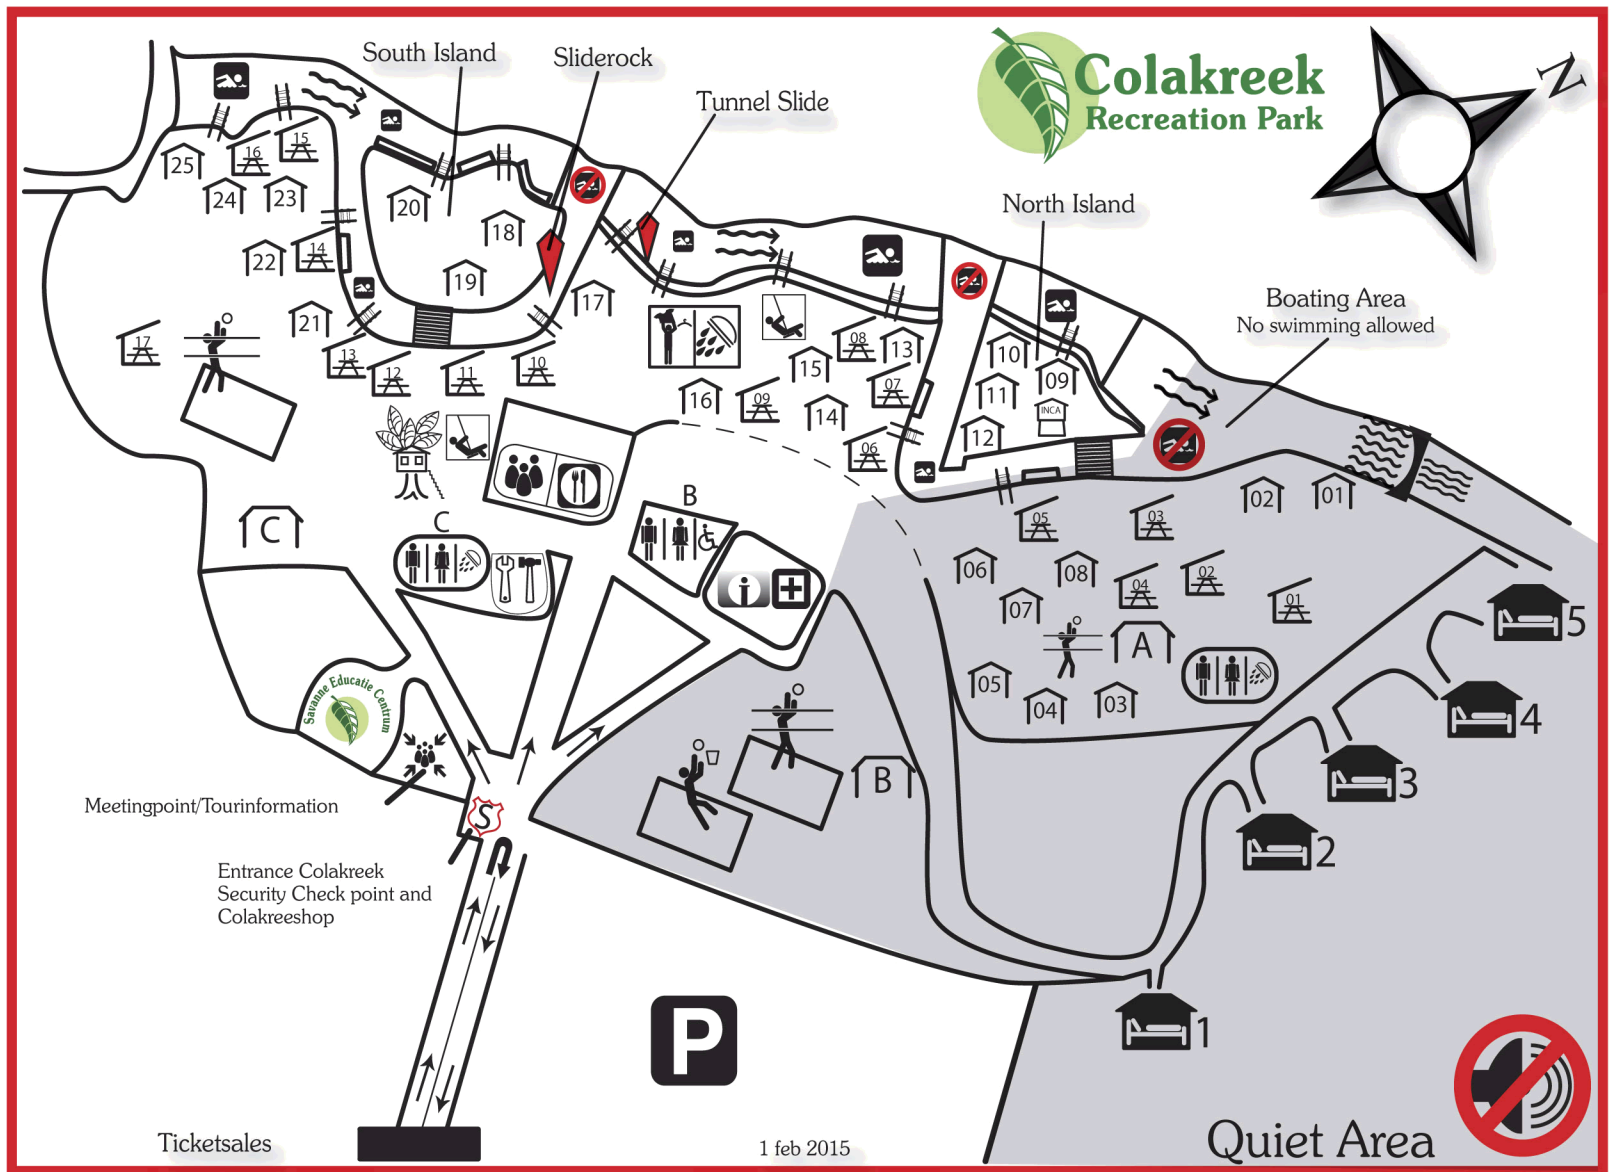 South Island
Sliderock
Tunnel Slide
Colakreek
Recreation Park
N
North Island
Boating Area
No swimming allowed
25
16
15
24
23
20
18
22
14
19
17
21
17
13
12
11
10
08
13
15
07
16
09
14
06
10
09
11
INCA
12
02
01
05
03
06
08
04
02
07
01
A
05
04
03
C
C
B
i
5
4
3
2
1
B
Savanne Educatie Centrum
S
Meetingpoint/Tourinformation
Entrance Colakreek
Security Check point and
Colakreeshop
P
Ticketsales
1 feb 2015
Quiet Area